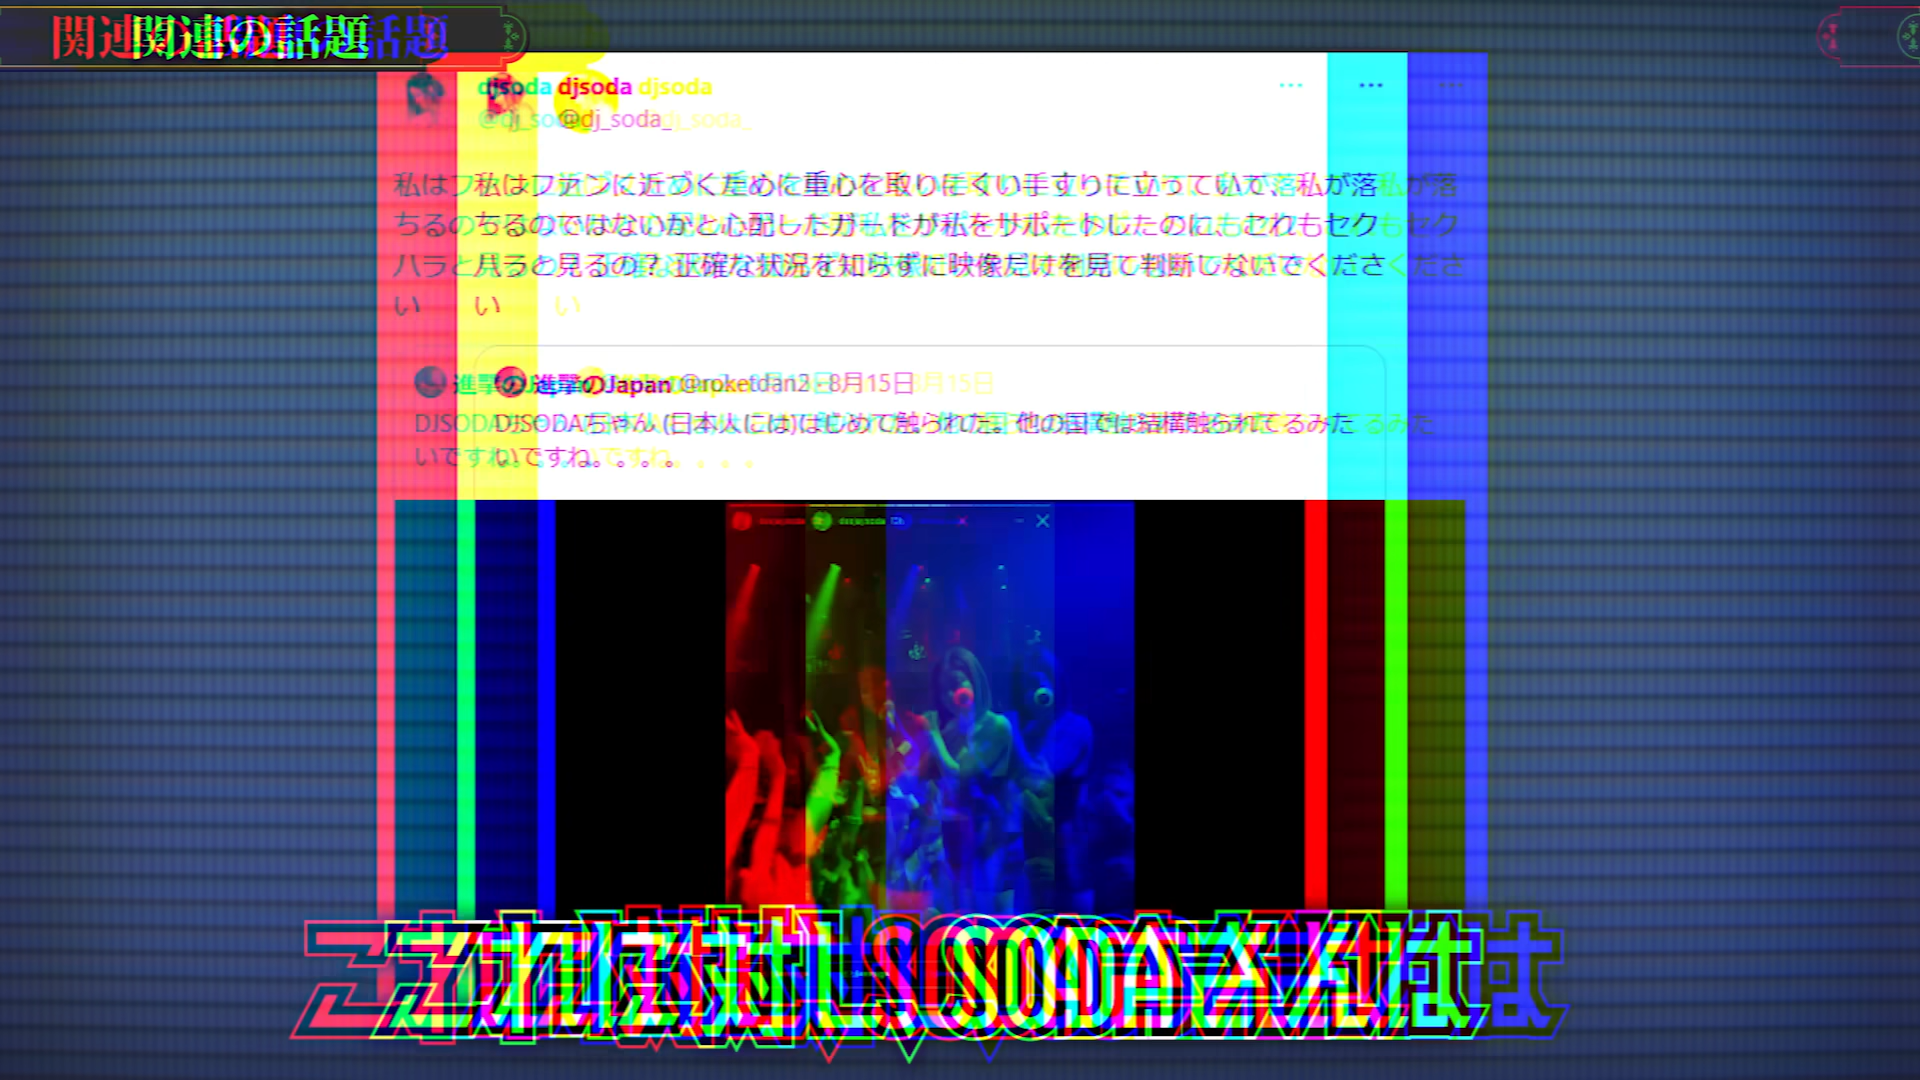 関連の話題
djsoda
@dj_soda_
私はファンに近づくために重心を取りにくい手すりに立っていて、私が落
ちるのではないかと心配したガードが私をサポートしたのに、これもセク
ハラと見るの？ 正確な状況を知らずに映像だけを見て判断しないでくださ
い
進撃のJapan @roketdan2 · 8月15日
DJSODAちゃん (日本人には)はじめて触られた。他の国では結構触られてるみた
いですね。。。。
これに対しSODAさんは